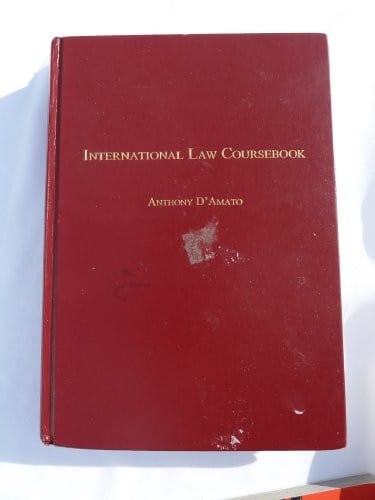 INTERNATIONAL LAW COURSEBOOK
ANTHONY D'AMATO